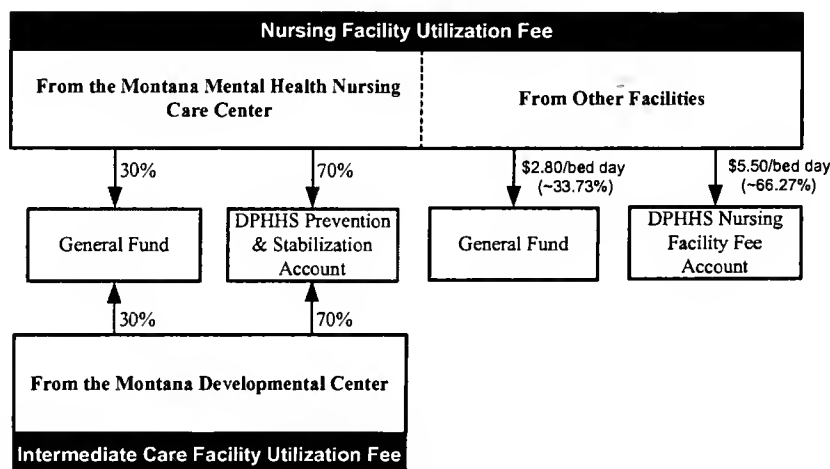 Nursing Facility Utilization Fee
From the Montana Mental Health Nursing
Care Center
From Other Facilities
30%
70%
$2.80/bed day
(~33.73%)
$5.50/bed day
(~66.27%)
General Fund
DPHHS Prevention
& Stabilization
Account
General Fund
DPHHS Nursing
Facility Fee
Account
30%
70%
From the Montana Developmental Center
Intermediate Care Facility Utilization Fee